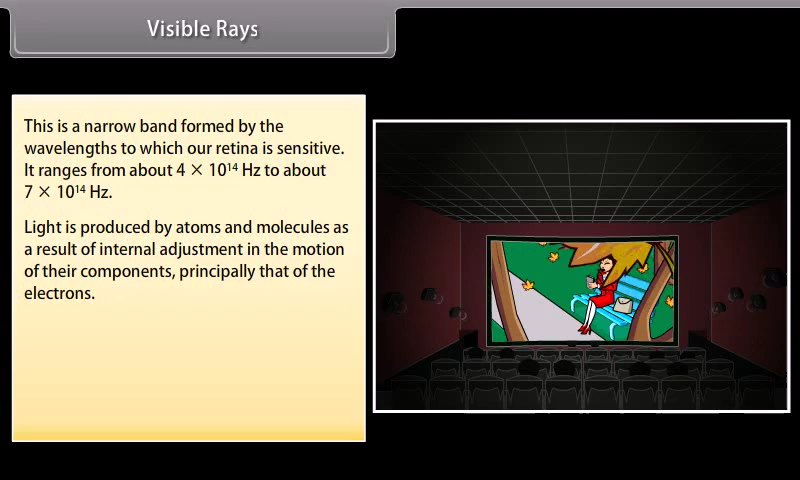 Visible Rays
This is a narrow band formed by the
wavelengths to which our retina is sensitive.
It ranges from about 4 × 10¹⁴ Hz to about
7 × 10¹⁴ Hz.
Light is produced by atoms and molecules as
a result of internal adjustment in the motion
of their components, principally that of the
electrons.